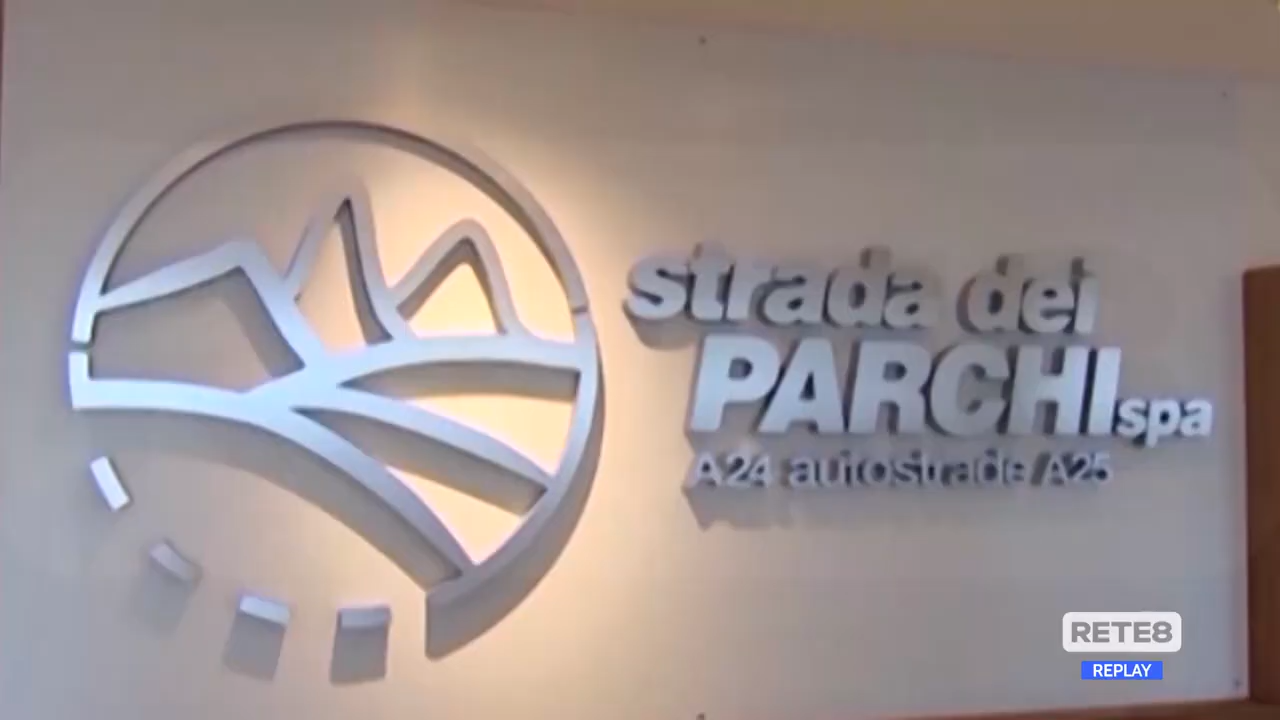 strada dei
PARCHI spa
A24 autostrade A25
RETE8
REPLAY